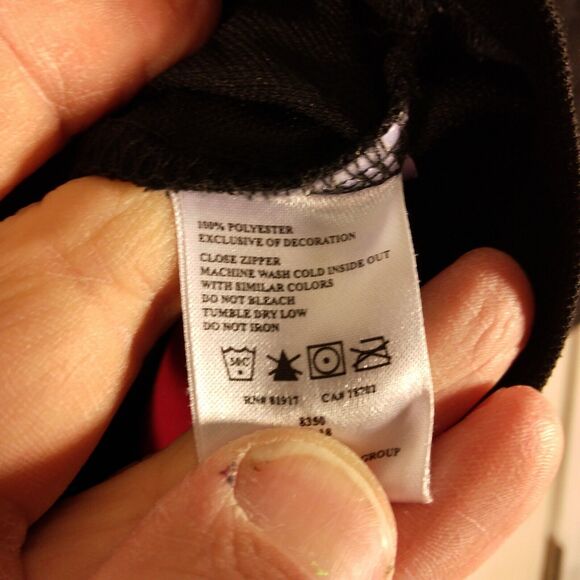 100% POLYESTER
EXCLUSIVE OF DECORATION
CLOSE ZIPPER
MACHINE WASH COLD INSIDE OUT
WITH SIMILAR COLORS
DO NOT BLEACH
TUMBLE DRY LOW
DO NOT IRON
30C
RN# 81917 CA# 18703
8350
GROUP